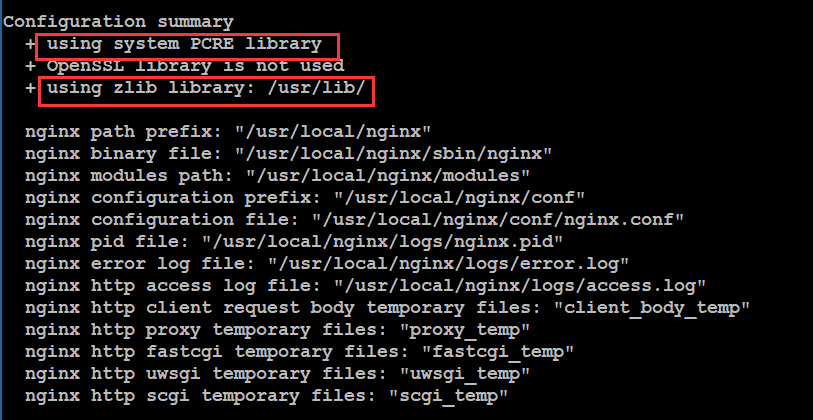 Configuration summary
+ using system PCRE library
+ OpenSSL library is not used
+ using zlib library: /usr/lib/
nginx path prefix: "/usr/local/nginx"
nginx binary file: "/usr/local/nginx/sbin/nginx"
nginx modules path: "/usr/local/nginx/modules"
nginx configuration prefix: "/usr/local/nginx/conf"
nginx configuration file: "/usr/local/nginx/conf/nginx.conf"
nginx pid file: "/usr/local/nginx/logs/nginx.pid"
nginx error log file: "/usr/local/nginx/logs/error.log"
nginx http access log file: "/usr/local/nginx/logs/access.log"
nginx http client request body temporary files: "client_body_temp"
nginx http proxy temporary files: "proxy_temp"
nginx http fastcgi temporary files: "fastcgi_temp"
nginx http uwsgi temporary files: "uwsgi_temp"
nginx http scgi temporary files: "scgi_temp"